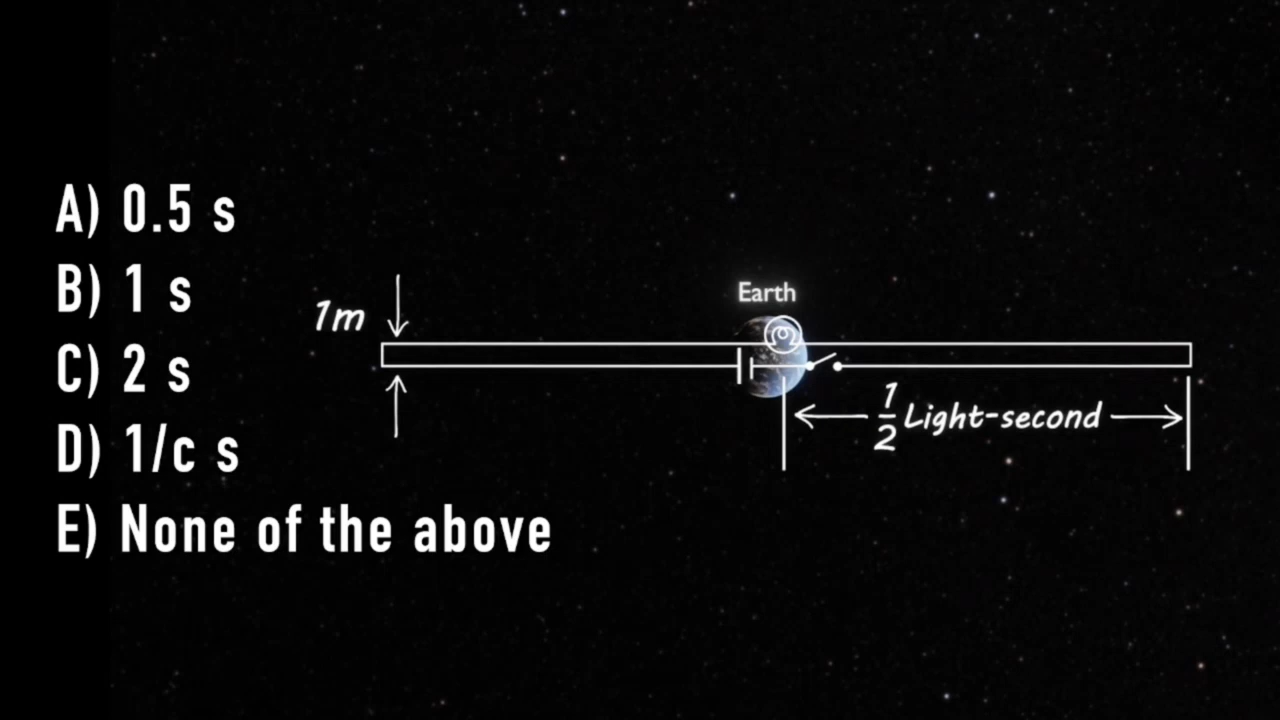 A) 0.5 s
B) 1 s
C) 2 s
D) 1/c s
E) None of the above
1m
Earth
1/2 Light-second